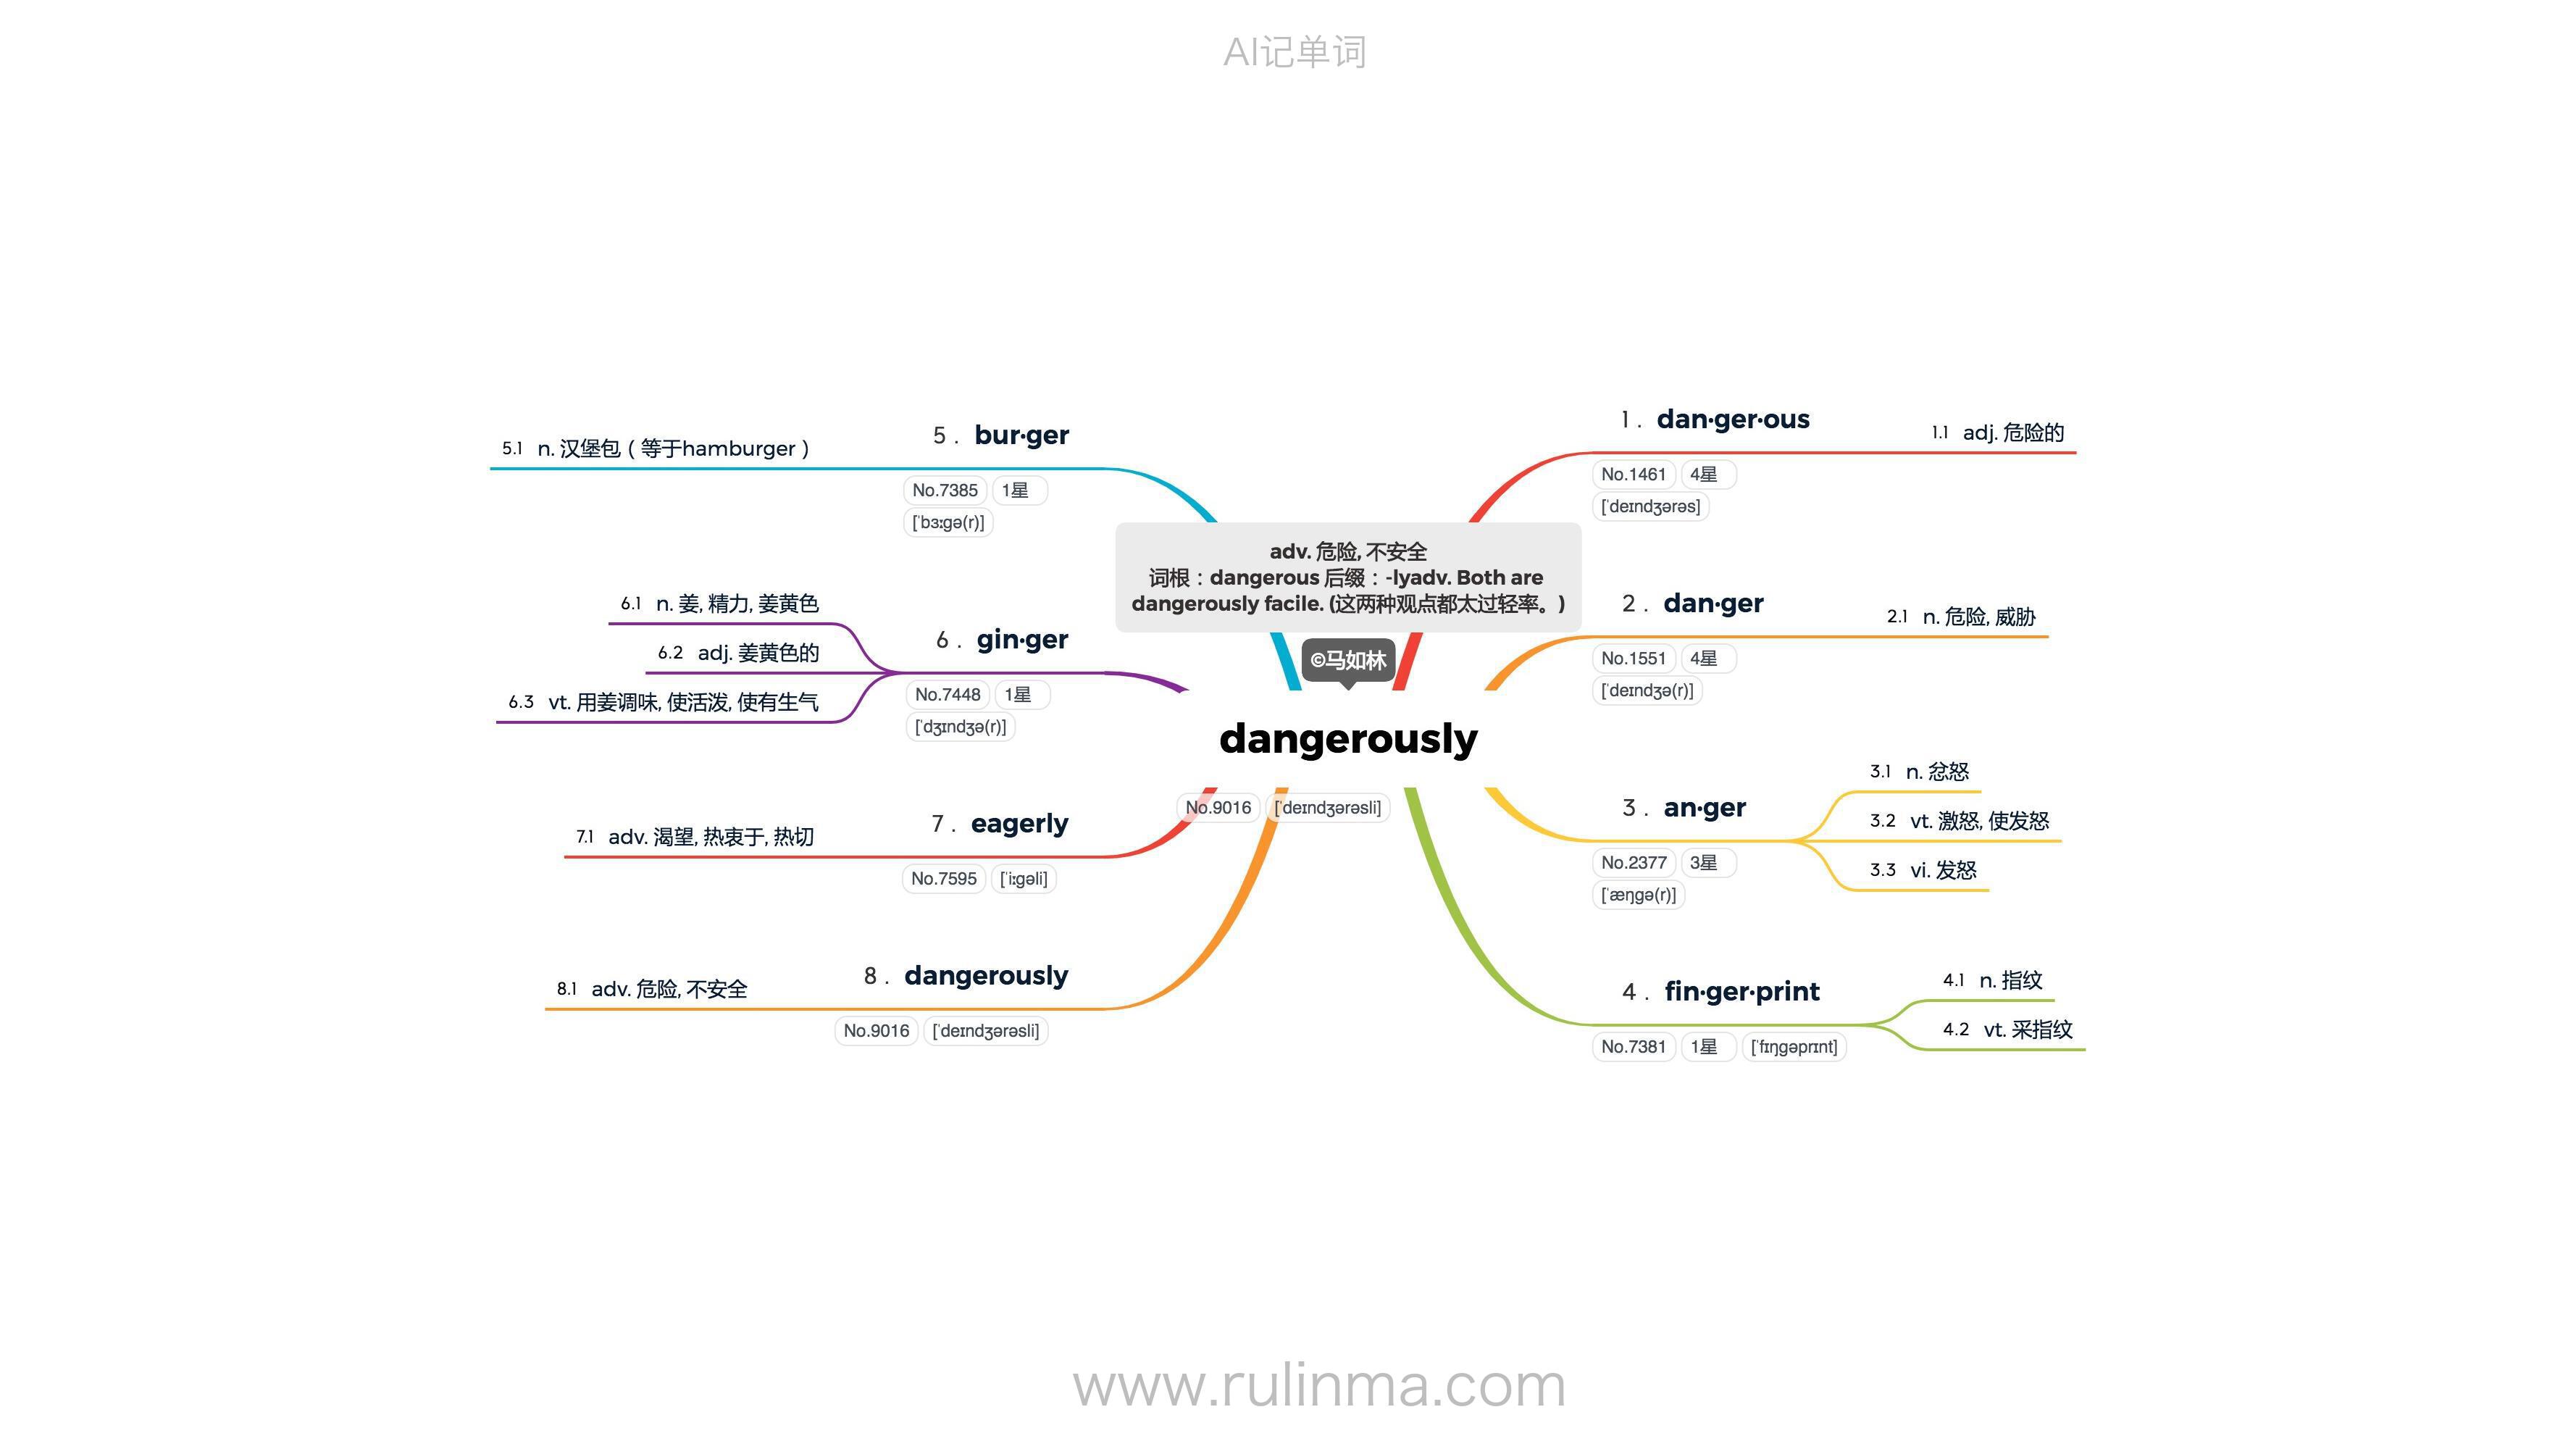 AI记单词
adv. 危险, 不安全
词根：dangerous 后缀：-lyadv. Both are
dangerously facile. (这两种观点都太过轻率。)
©马如林
dangerously
No.9016 [ˈdeɪndʒərəsli]
1. dan·ger·ous
No.1461 4星
[ˈdeɪndʒərəs]
1.1 adj. 危险的
2. dan·ger
No.1551 4星
[ˈdeɪndʒə(r)]
2.1 n. 危险, 威胁
3. an·ger
No.2377 3星
[ˈæŋgə(r)]
3.1 n. 忿怒
3.2 vt. 激怒, 使发怒
3.3 vi. 发怒
4. fin·ger·print
No.7381 1星 [ˈfɪŋgəprɪnt]
4.1 n. 指纹
4.2 vt. 采指纹
5. bur·ger
No.7385 1星
[ˈbɜːgə(r)]
5.1 n. 汉堡包（等于hamburger）
6. gin·ger
No.7448 1星
[ˈdʒɪndʒə(r)]
6.1 n. 姜, 精力, 姜黄色
6.2 adj. 姜黄色的
6.3 vt. 用姜调味, 使活泼, 使有生气
7. eagerly
No.7595 [ˈiːgəli]
7.1 adv. 渴望, 热衷于, 热切
8. dangerously
No.9016 [ˈdeɪndʒərəsli]
8.1 adv. 危险, 不安全
www.rulinma.com